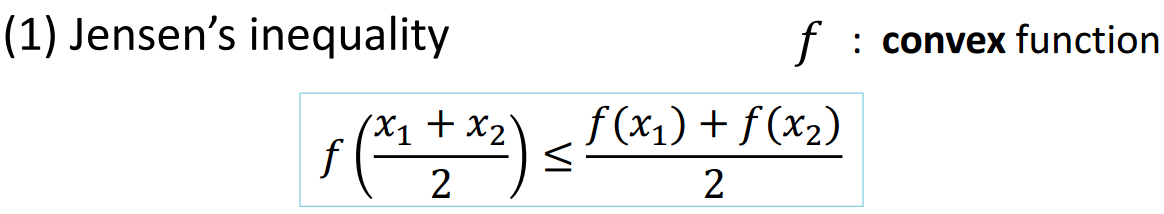 (1) Jensen’s inequality 𝑓 : convex function
𝑓((𝑥₁ + 𝑥₂)/2) ≤ (𝑓(𝑥₁) + 𝑓(𝑥₂))/2